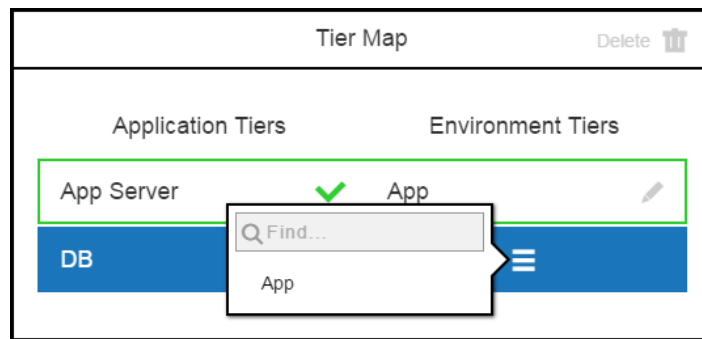 Tier Map
Delete
Application Tiers
Environment Tiers
App Server
App
Find...
DB
App